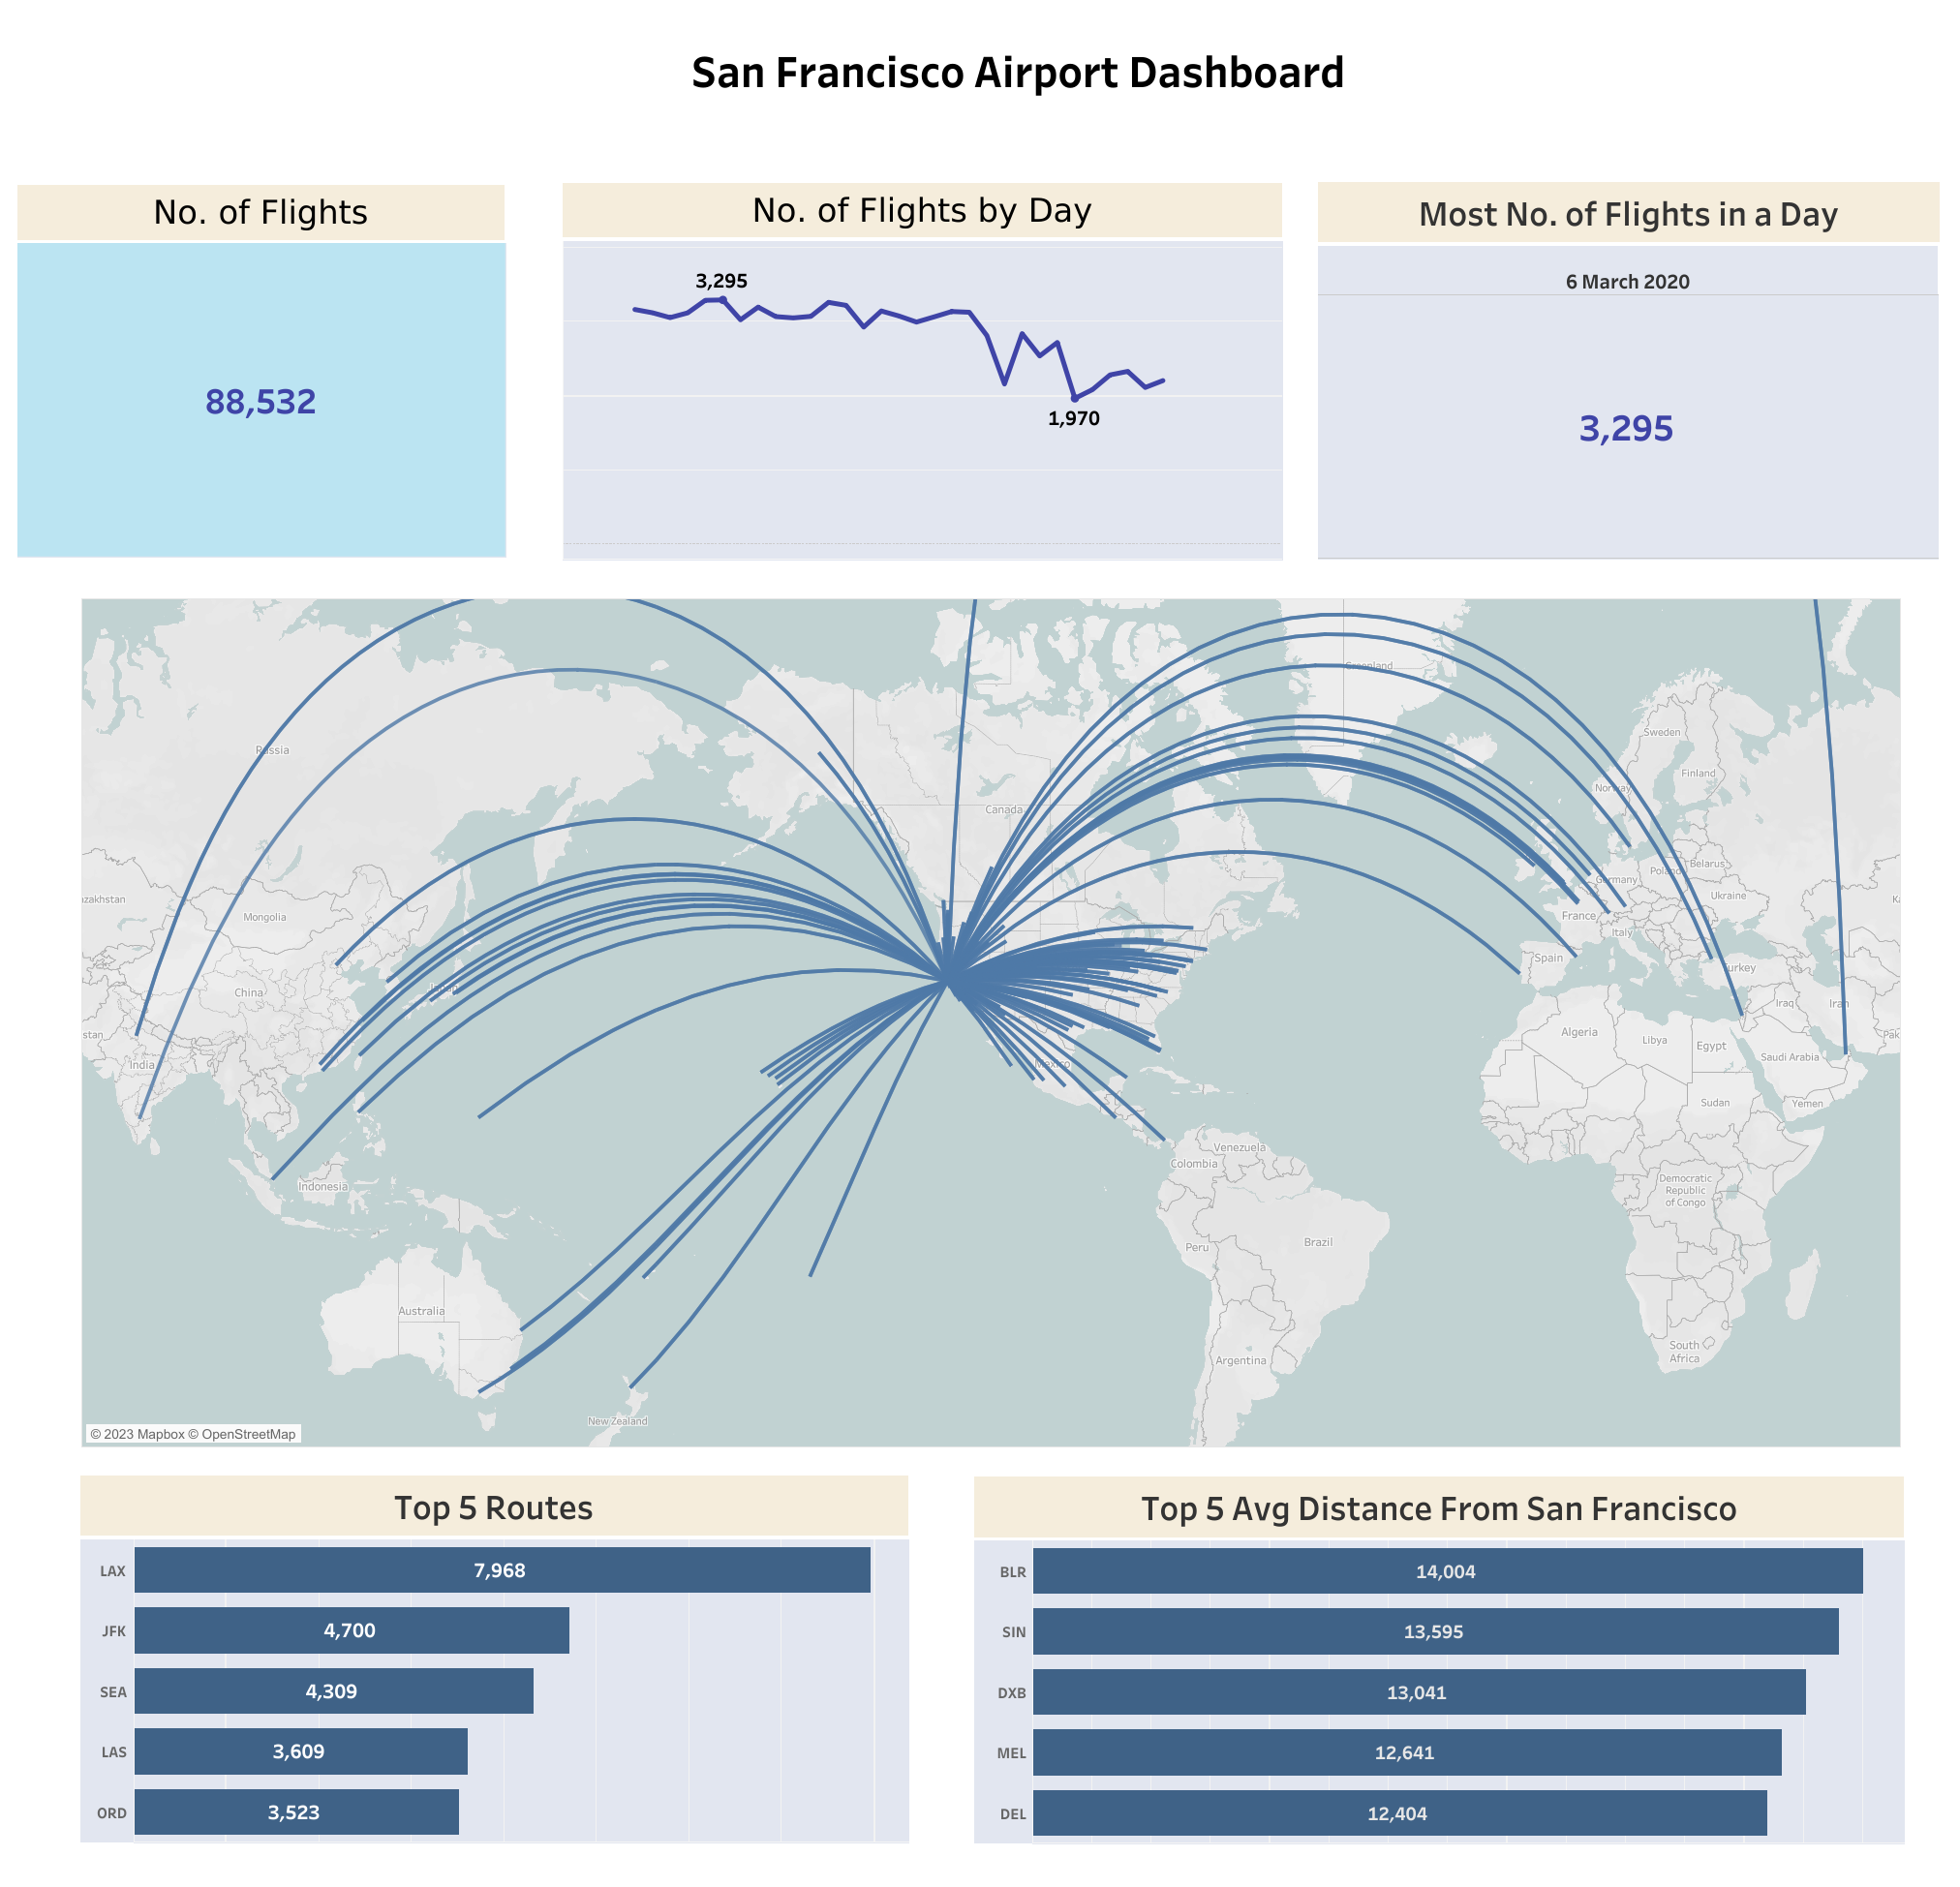 San Francisco Airport Dashboard
No. of Flights
88,532
No. of Flights by Day
3,295
1,970
Most No. of Flights in a Day
6 March 2020
3,295
Greenland
Russia
Sweden
Finland
Norway
Canada
Belarus
Poland
Germany
Ukraine
zakhstan
Mongolia
France
Italy
Spain
Turkey
China
Iraq
Iran
stan
Algeria
Libya
Egypt
Pak
India
Mexico
Saudi Arabia
Sudan
Yemen
Venezuela
Colombia
Indonesia
Democratic
Republic
of Congo
Peru
Brazil
Australia
South
Africa
Argentina
New Zealand
© 2023 Mapbox © OpenStreetMap
Top 5 Routes
LAX 7,968
JFK 4,700
SEA 4,309
LAS 3,609
ORD 3,523
Top 5 Avg Distance From San Francisco
BLR 14,004
SIN 13,595
DXB 13,041
MEL 12,641
DEL 12,404